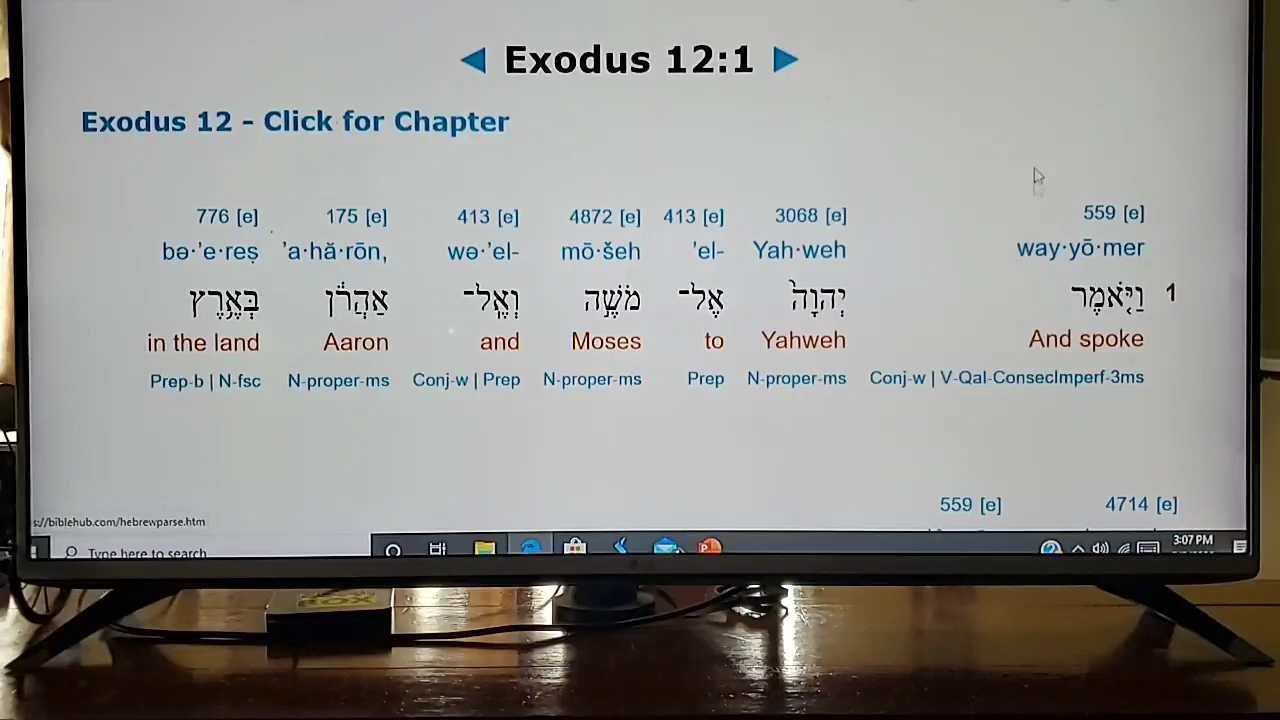 ◄ Exodus 12:1 ►
Exodus 12 - Click for Chapter
776 [e] 175 [e] 413 [e] 4872 [e] 413 [e] 3068 [e] 559 [e]
bə·’e·reṣ ’a·hă·rōn, wə·’el- mō·šeh ’el- Yah·weh way·yō·mer
1 וַיֹּ֤אמֶר יְהוָה֙ אֶל־ מֹשֶׁ֣ה וְאֶֽל־ אַהֲרֹ֔ן בְּאֶ֥רֶץ
in the land Aaron and Moses to Yahweh And spoke
Prep-b | N-fsc N-proper-ms Conj-w | Prep N-proper-ms Prep N-proper-ms Conj-w | V-Qal-ConsecImperf-3ms
559 [e] 4714 [e]
s://biblehub.com/hebrewparse.htm
Type here to search
3:07 PM